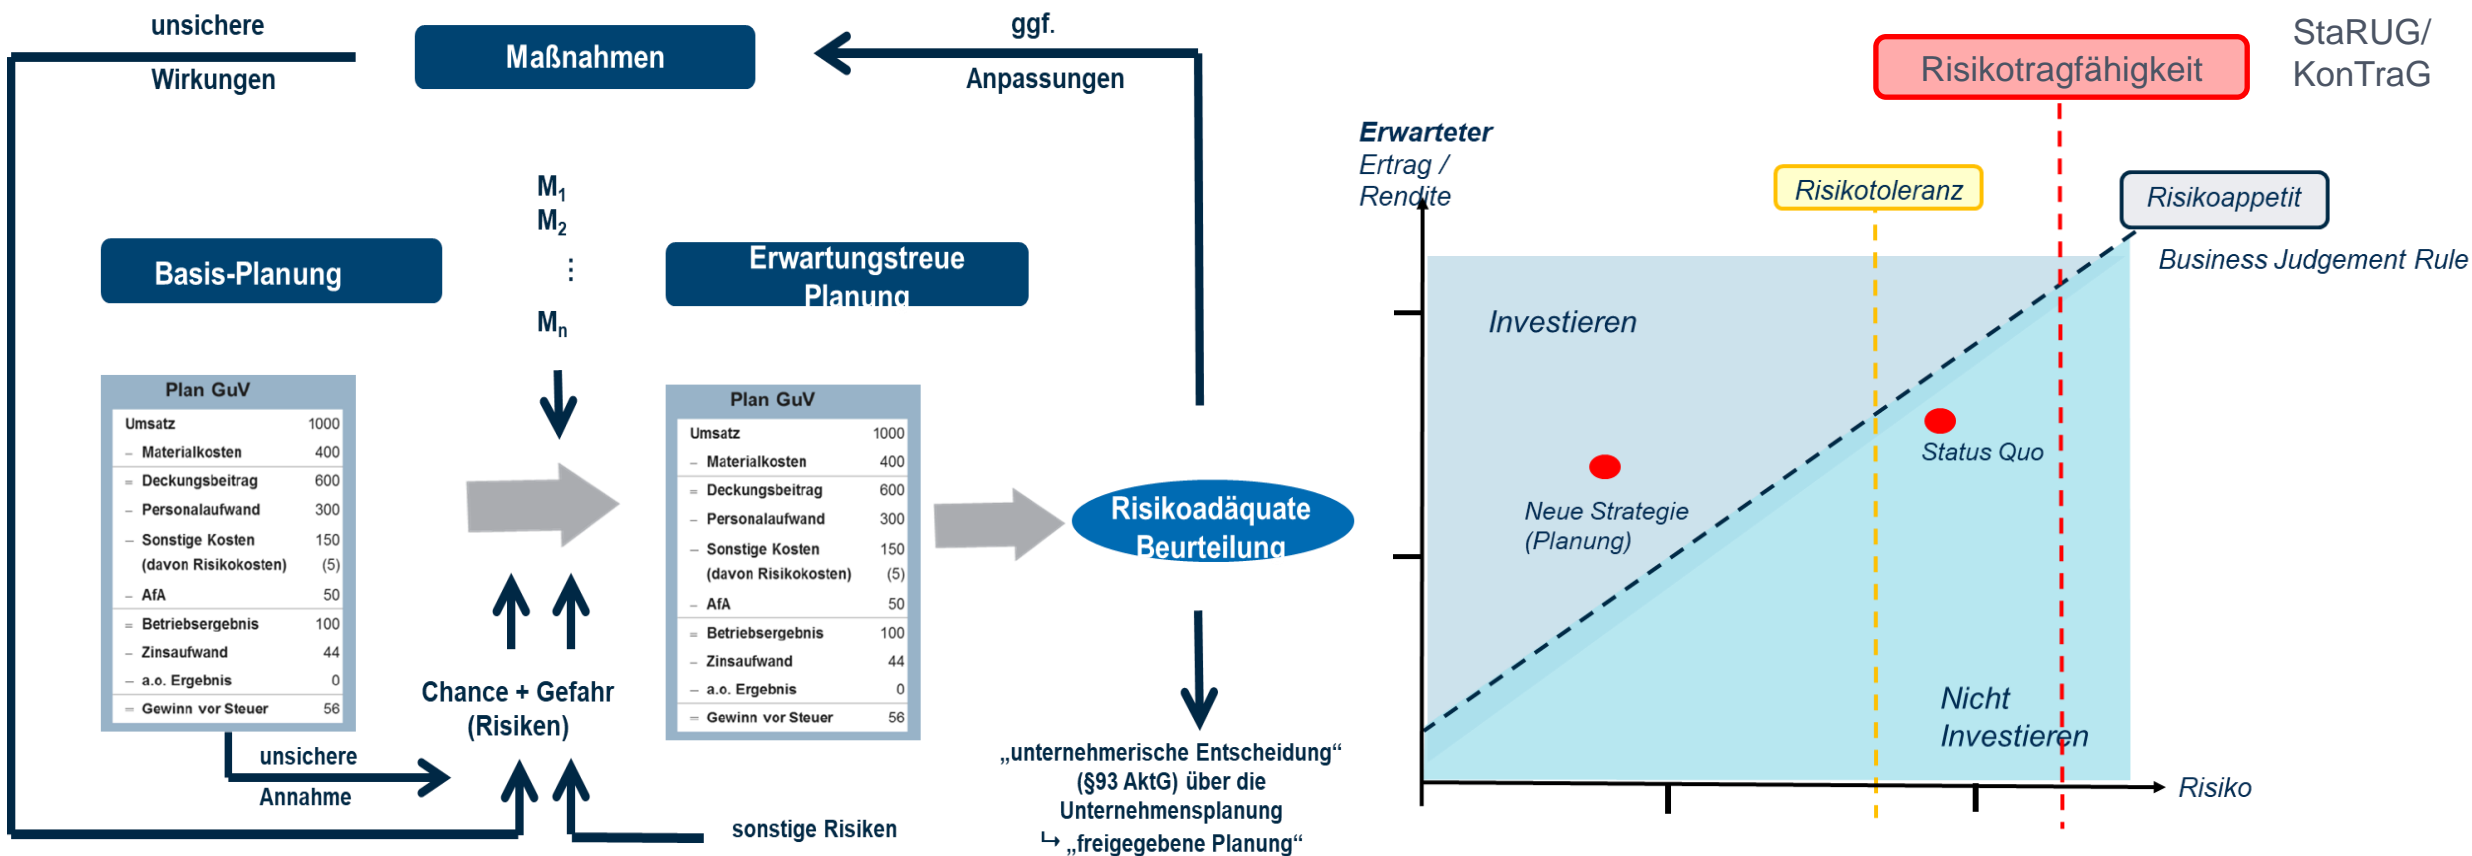 unsichere
Wirkungen
Maßnahmen
ggf.
Anpassungen
M1
M2
⋮
Mn
Basis-Planung
Erwartungstreue
Planung
Plan GuV
Umsatz 1000
– Materialkosten 400
= Deckungsbeitrag 600
– Personalaufwand 300
– Sonstige Kosten 150
(davon Risikokosten) (5)
– AfA 50
= Betriebsergebnis 100
– Zinsaufwand 44
– a.o. Ergebnis 0
= Gewinn vor Steuer 56
unsichere
Annahme
Chance + Gefahr
(Risiken)
sonstige Risiken
Plan GuV
Umsatz 1000
– Materialkosten 400
= Deckungsbeitrag 600
– Personalaufwand 300
– Sonstige Kosten 150
(davon Risikokosten) (5)
– AfA 50
= Betriebsergebnis 100
– Zinsaufwand 44
– a.o. Ergebnis 0
= Gewinn vor Steuer 56
Risikoadäquate
Beurteilung
„unternehmerische Entscheidung“
(§93 AktG) über die
Unternehmensplanung
↳ „freigegebene Planung“
StaRUG/
KonTraG
Risikotragfähigkeit
Erwarteter
Ertrag /
Rendite
Risikotoleranz
Risikoappetit
Business Judgement Rule
Investieren
Status Quo
Neue Strategie
(Planung)
Nicht
Investieren
Risiko